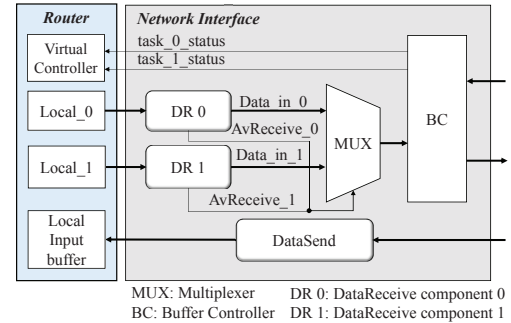 Router
Network Interface
Virtual
Controller
task_0_status
task_1_status
Local_0
DR 0
Data_in_0
AvReceive_0
MUX
BC
Local_1
DR 1
Data_in_1
AvReceive_1
Local
Input
buffer
DataSend
MUX: Multiplexer
DR 0: DataReceive component 0
BC: Buffer Controller
DR 1: DataReceive component 1